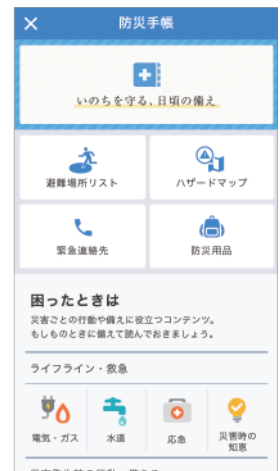 防災手帳
いのちを守る、日頃の備え
避難場所リスト
ハザードマップ
緊急連絡先
防災用品
困ったときは
災害ごとの行動や備えに役立つコンテンツ。
もしものときに備えて読んでおきましょう。
ライフライン・救急
電気・ガス
水道
応急
災害時の
知恵